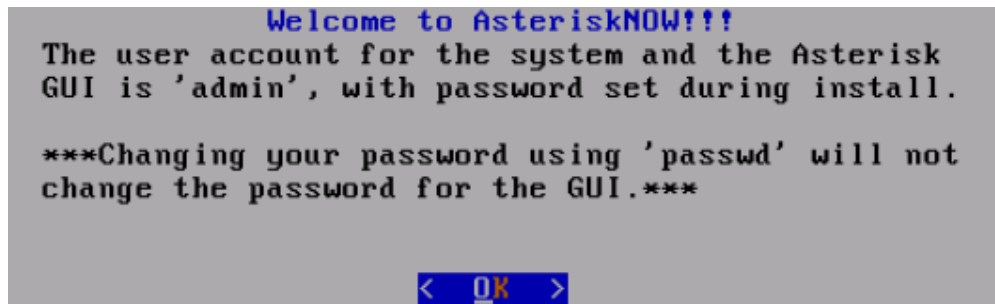 Welcome to AsteriskNOW!!!
The user account for the system and the Asterisk
GUI is 'admin', with password set during install.
***Changing your password using 'passwd' will not
change the password for the GUI.***
< OK >